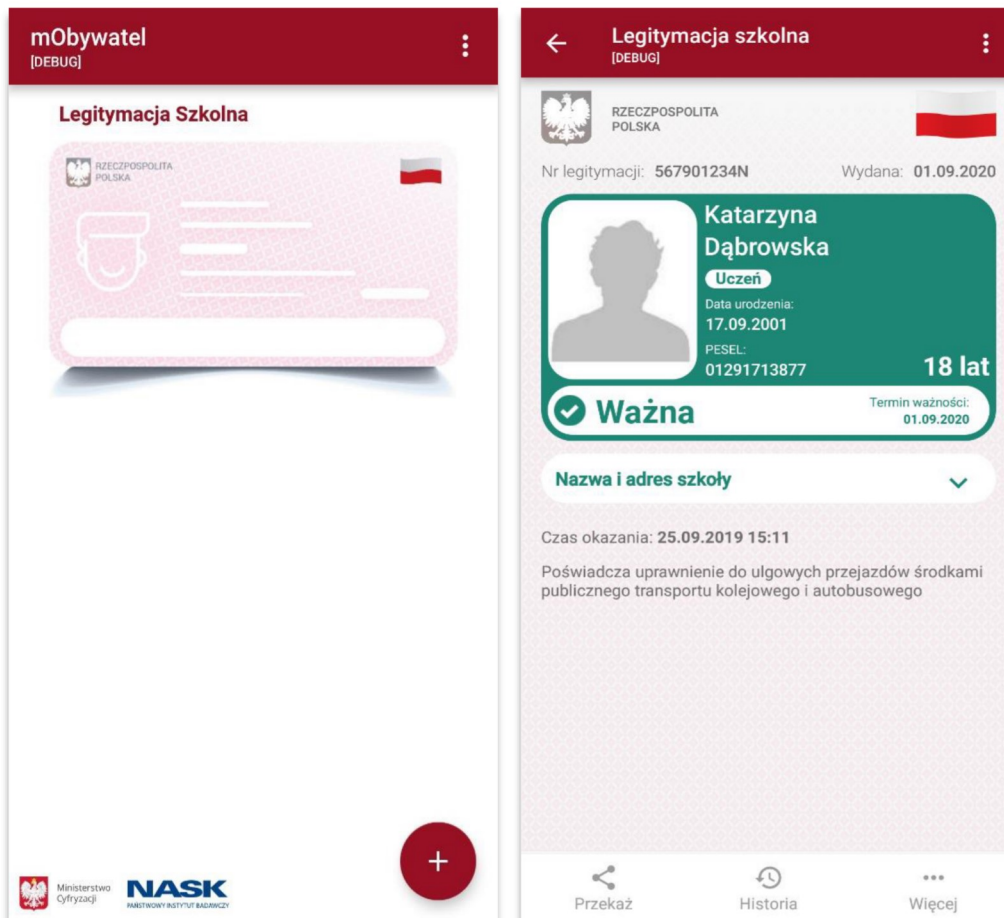 mObywatel
[DEBUG]
Legitymacja Szkolna
RZECZPOSPOLITA
POLSKA
Ministerstwo
Cyfryzacji
NASK
PAŃSTWOWY INSTYTUT BADAWCZY
Legitymacja szkolna
[DEBUG]
RZECZPOSPOLITA
POLSKA
Nr legitymacji: 567901234N Wydana: 01.09.2020
Katarzyna
Dąbrowska
Uczeń
Data urodzenia:
17.09.2001
PESEL:
01291713877
18 lat
Ważna
Termin ważności:
01.09.2020
Nazwa i adres szkoły
Czas okazania: 25.09.2019 15:11
Poświadcza uprawnienie do ulgowych przejazdów środkami
publicznego transportu kolejowego i autobusowego
Przekaż Historia Więcej